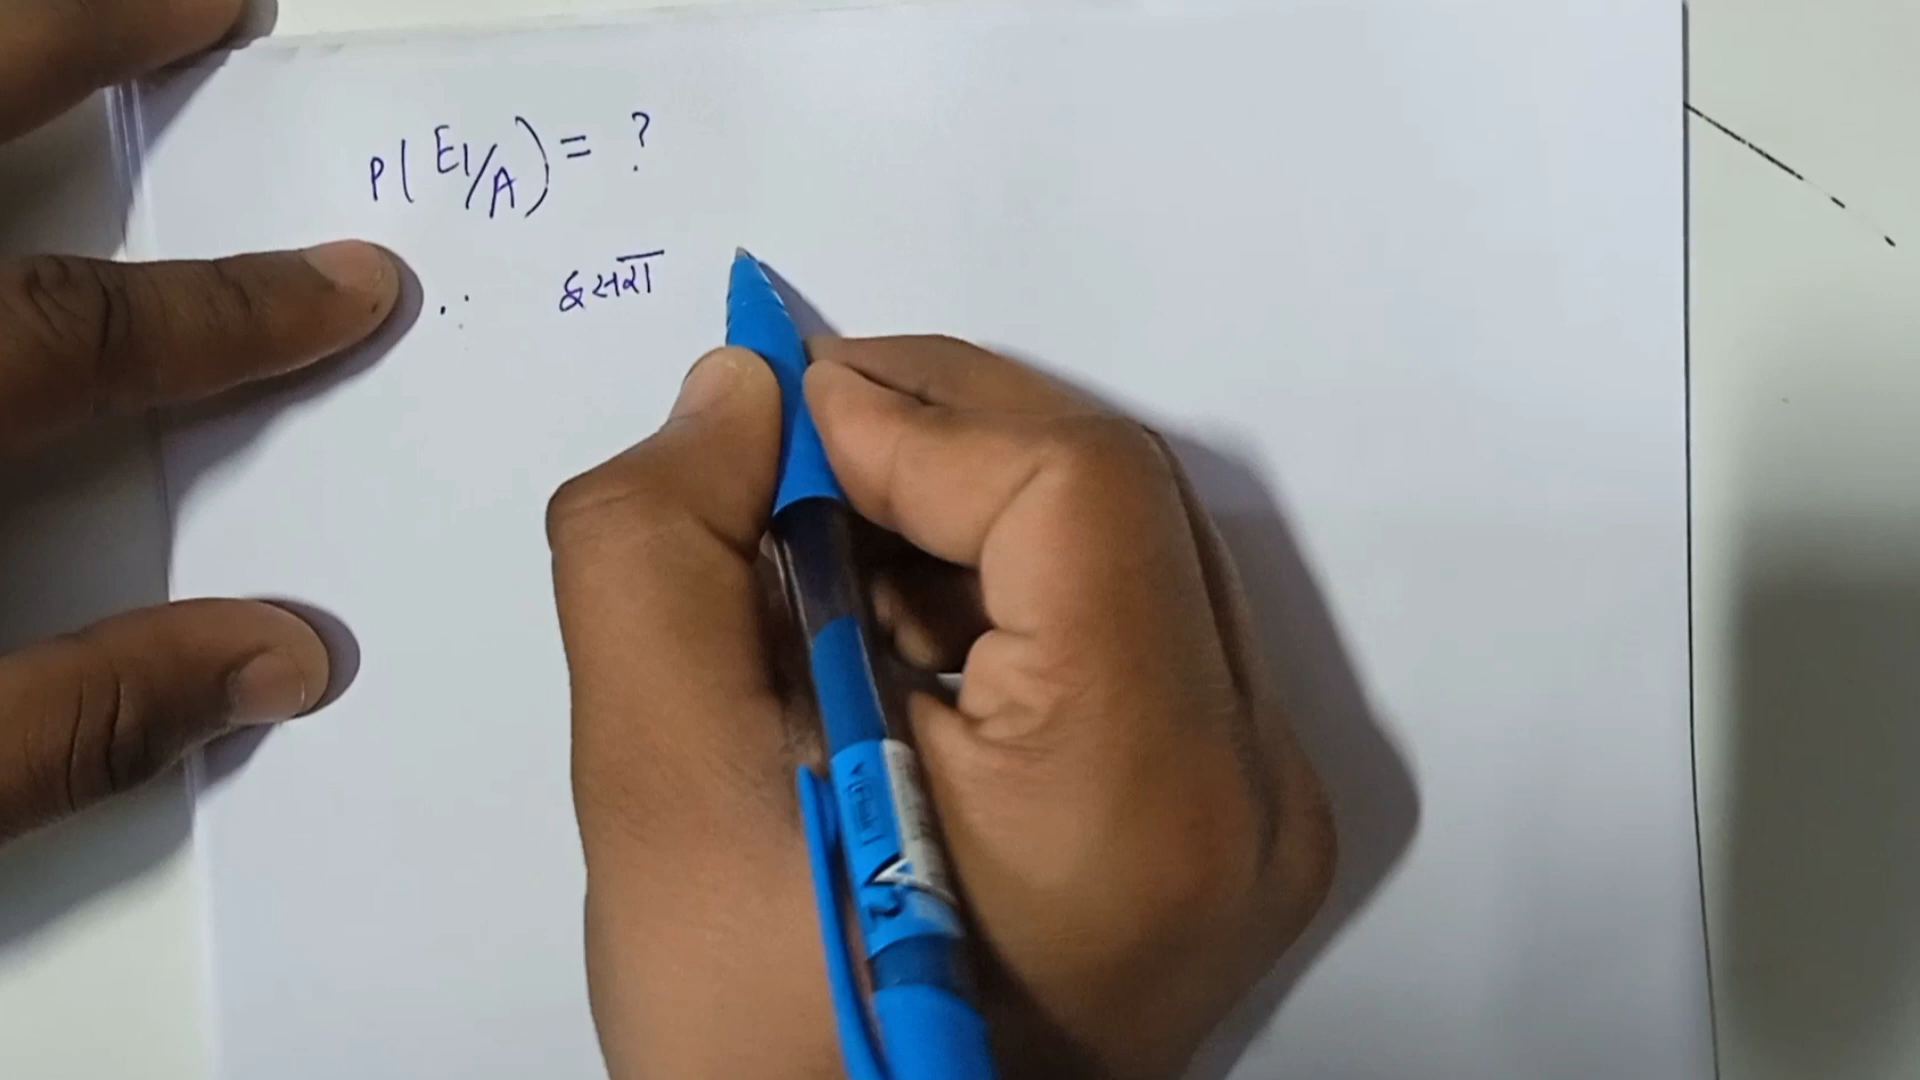 P(E1/A) = ?
∴ दूसरा